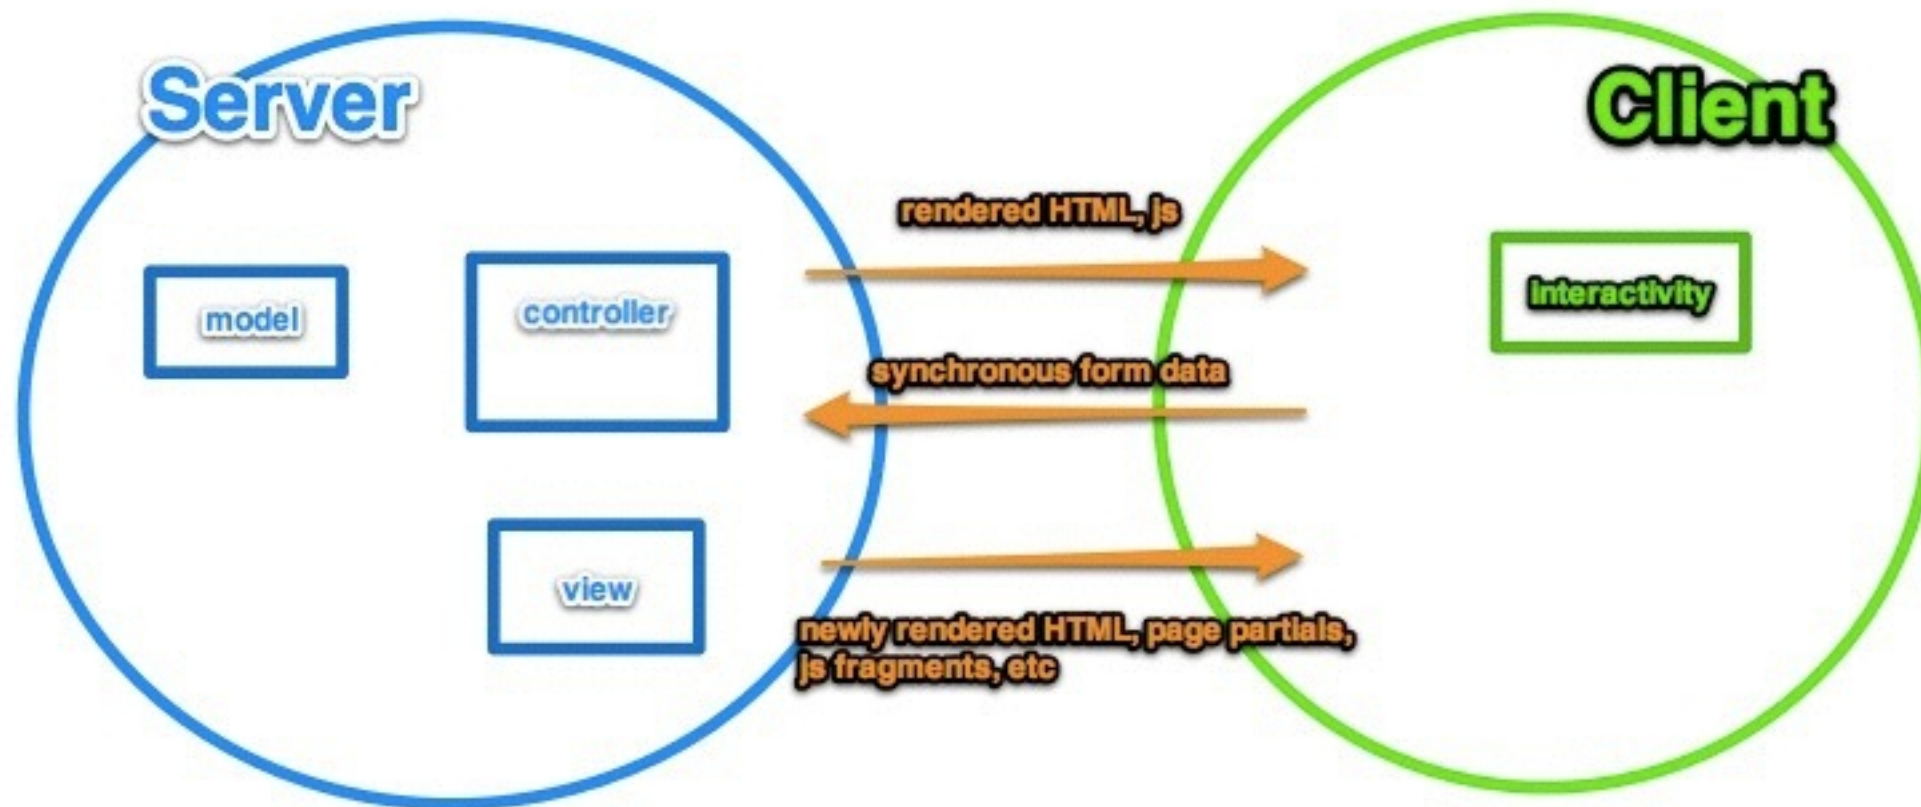 Server
Client
rendered HTML, js
model
controller
interactivity
synchronous form data
view
newly rendered HTML, page partials,
js fragments, etc